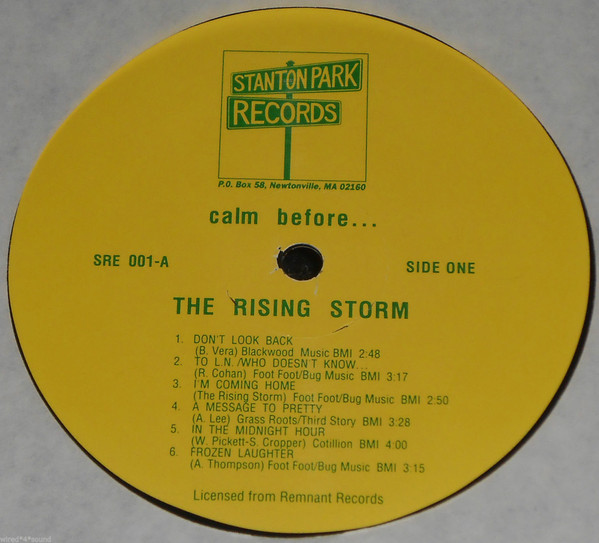 STANTON PARK
RECORDS
P.O. Box 58, Newtonville, MA 02160
calm before...
SRE 001-A
SIDE ONE
THE RISING STORM
1. DON'T LOOK BACK
(B. Vera) Blackwood Music BMI 2:48
2. TO L.N./WHO DOESN'T KNOW...
(R. Cohan) Foot Foot/Bug Music BMI 3:17
3. I'M COMING HOME
(The Rising Storm) Foot Foot/Bug Music BMI 2:50
4. A MESSAGE TO PRETTY
(A. Lee) Grass Roots/Third Story BMI 3:28
5. IN THE MIDNIGHT HOUR
(W. Pickett-S. Cropper) Cotillion BMI 4:00
6. FROZEN LAUGHTER
(A. Thompson) Foot Foot/Bug Music BMI 3:15
Licensed from Remnant Records
wired*4*sound